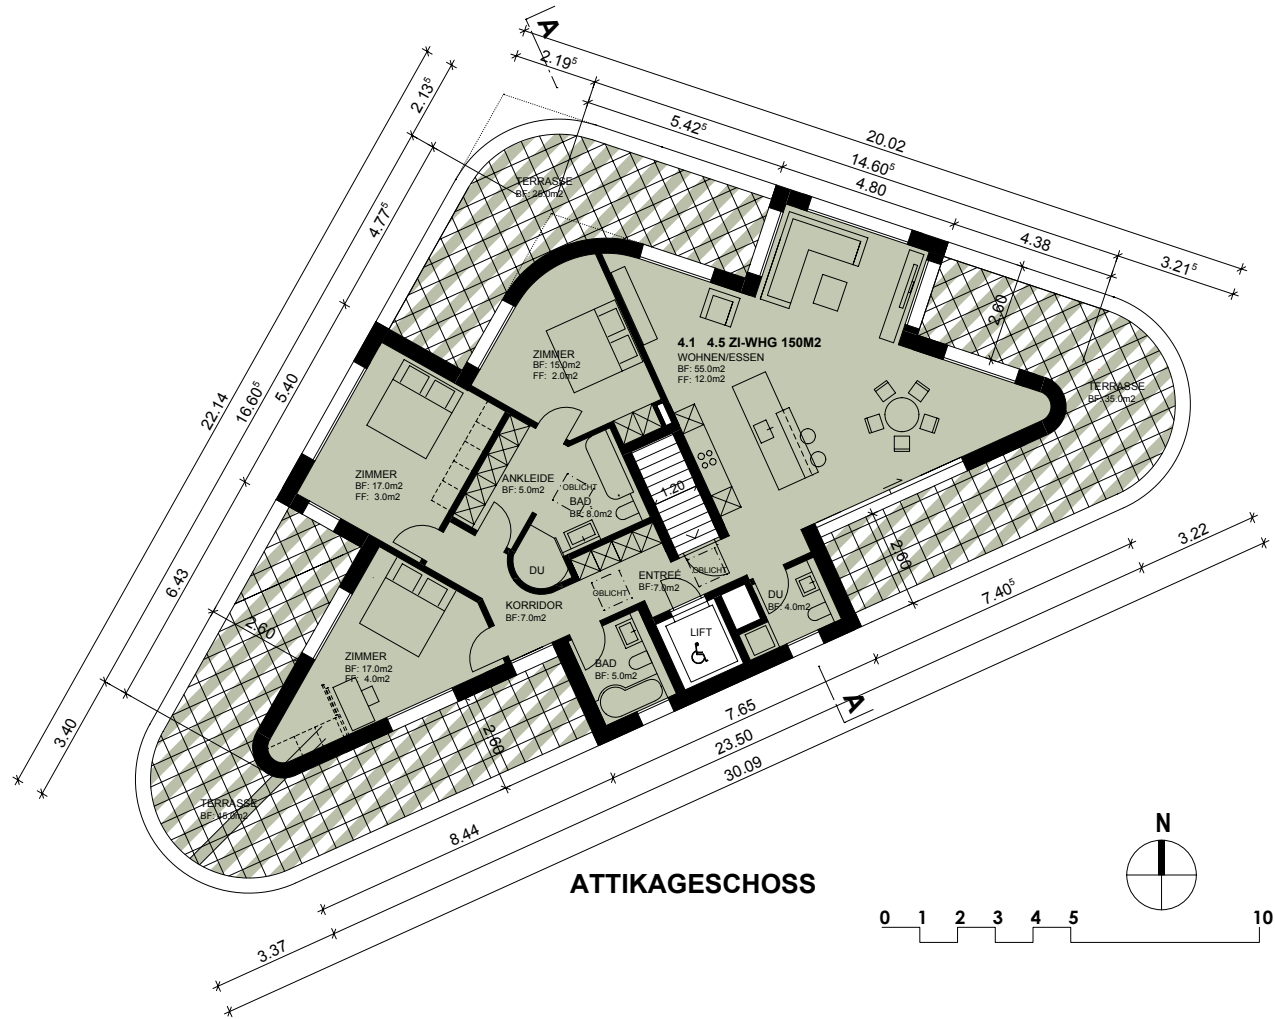 A
2.19⁵
5.42⁵
20.02
14.60⁵
4.80
4.38
3.21⁵
2.13⁵
4.77⁵
22.14
16.60⁵
5.40
6.43
3.40
TERRASSE
2.60
4.1 4.5 ZI-WHG 150M2
WOHNEN/ESSEN
BF: 55.0m2
FF: 12.0m2
ZIMMER
BF: 15.0m2
FF: 2.0m2
TERRASSE
BF: 35.0m2
ZIMMER
BF: 17.0m2
FF: 3.0m2
ANKLEIDE
BF: 5.0m2
OBLICHT
BAD
BF: 8.0m2
1.20
DU
ENTREÉ
BF:7.0m2
OBLICHT
OBLICHT
DU
BF: 4.0m2
KORRIDOR
BF:7.0m2
LIFT
2.60
3.22
7.40⁵
2.60
ZIMMER
BF: 17.0m2
FF: 4.0m2
BAD
BF: 5.0m2
2.60
A
7.65
23.50
30.09
TERRASSE
8.44
3.37
ATTIKAGESCHOSS
N
0 1 2 3 4 5 10